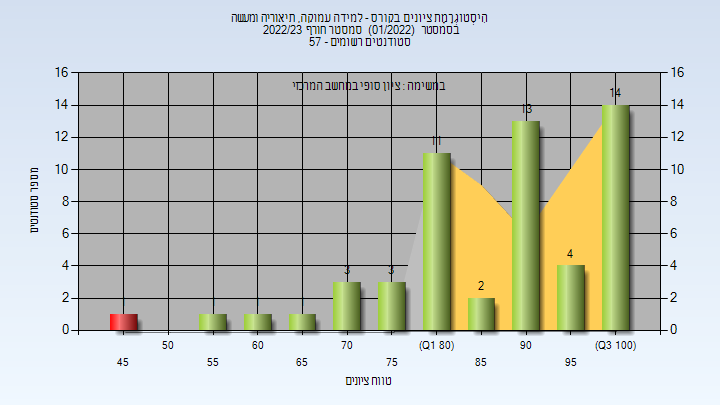 היסטוגרמת ציונים בקורס - למידה עמוקה, תיאוריה ומעשה
בסמסטר (01/2022) סמסטר חורף 2022/23
סטודנטים רשומים - 57
במשימה : ציון סופי במחשב המרכזי
16 16
14 14
12 12
10 10
8 8
6 6
4 4
2 2
0 0
מספר סטודנטים
3 3 11 2 13 4 14
50 60 70 (Q1 80) 90 (Q3 100)
45 55 65 75 85 95
טווח ציונים